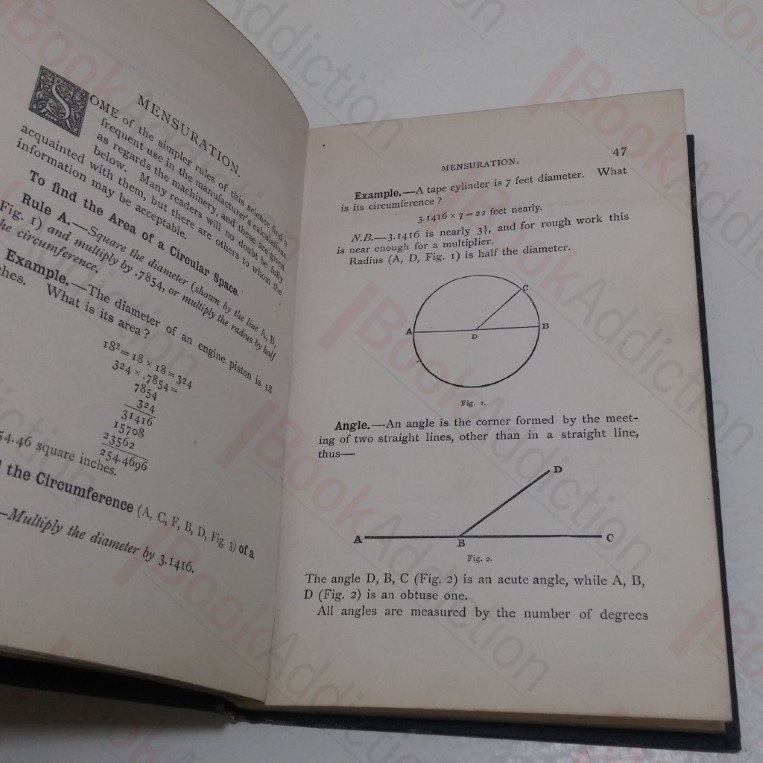 MENSURATION.
SOME of the simpler rules of this science find a
frequent use in the manufacturer's calculations
as regards the machinery, and these are given
below. Many readers will no doubt be fully
acquainted with them, but there are others to whom the
information may be acceptable.
To find the Area of a Circular Space.
Rule A.—Square the diameter (shown by the line A, B,
Fig. 1) and multiply by .7854, or multiply the radius by half
he circumference.
Example.—The diameter of an engine piston is 18
ches. What is its area?
18²=18 × 18=324
324 × .7854=
7854
324
31416
15708
23562
254.4696
54.46 square inches.
the Circumference (A, C, F, B, D, Fig. 3) of a
—Multiply the diameter by 3.1416.
MENSURATION. 47
Example.—A tape cylinder is 7 feet diameter. What
is its circumference?
3.1416 × 7=22 feet nearly.
N.B.—3.1416 is nearly 3⅐, and for rough work this
is near enough for a multiplier.
Radius (A, D, Fig. 1) is half the diameter.
C
A
D
B
Fig. 1.
Angle.—An angle is the corner formed by the meet-
ing of two straight lines, other than in a straight line,
thus—
D
A
B
C
Fig. 2.
The angle D, B, C (Fig. 2) is an acute angle, while A, B,
D (Fig. 2) is an obtuse one.
All angles are measured by the number of degrees
BookAddiction